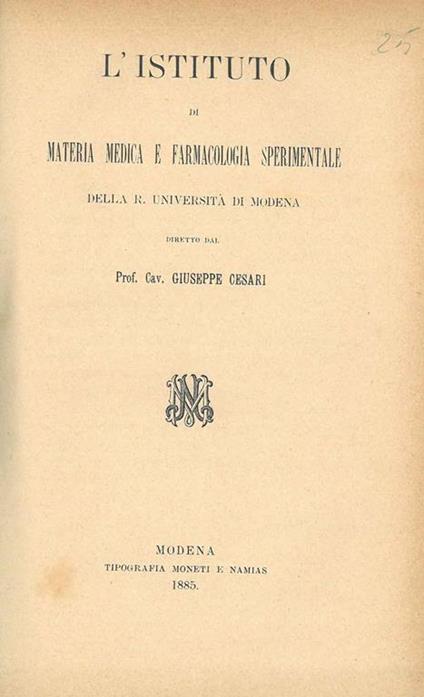 25
L'ISTITUTO
DI
MATERIA MEDICA E FARMACOLOGIA SPERIMENTALE
DELLA R. UNIVERSITÀ DI MODENA
DIRETTO DAL
Prof. Cav. GIUSEPPE CESARI
MODENA
TIPOGRAFIA MONETI E NAMIAS
1885.